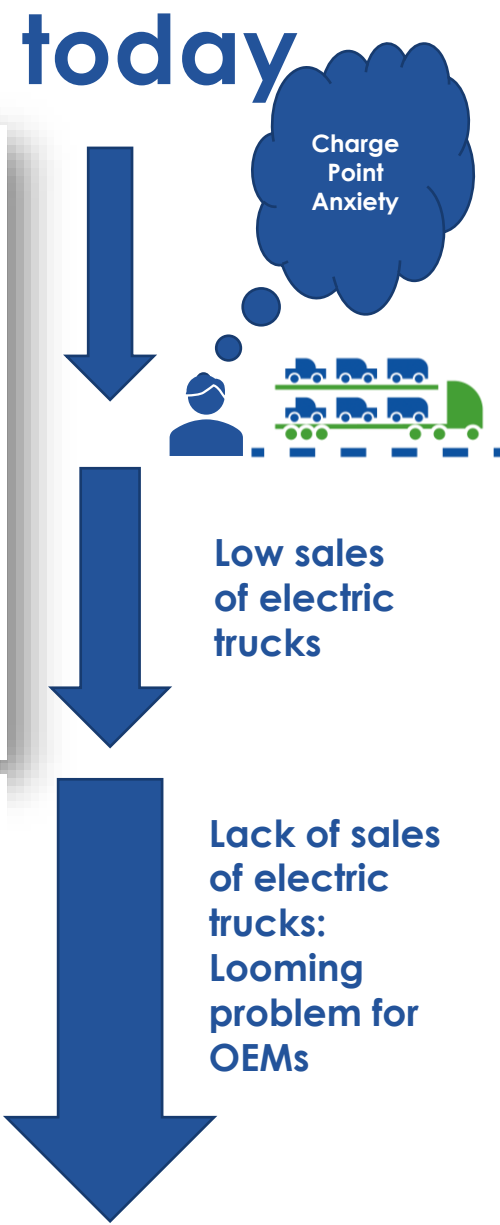 today
Charge
Point
Anxiety
Low sales
of electric
trucks
Lack of sales
of electric
trucks:
Looming
problem for
OEMs